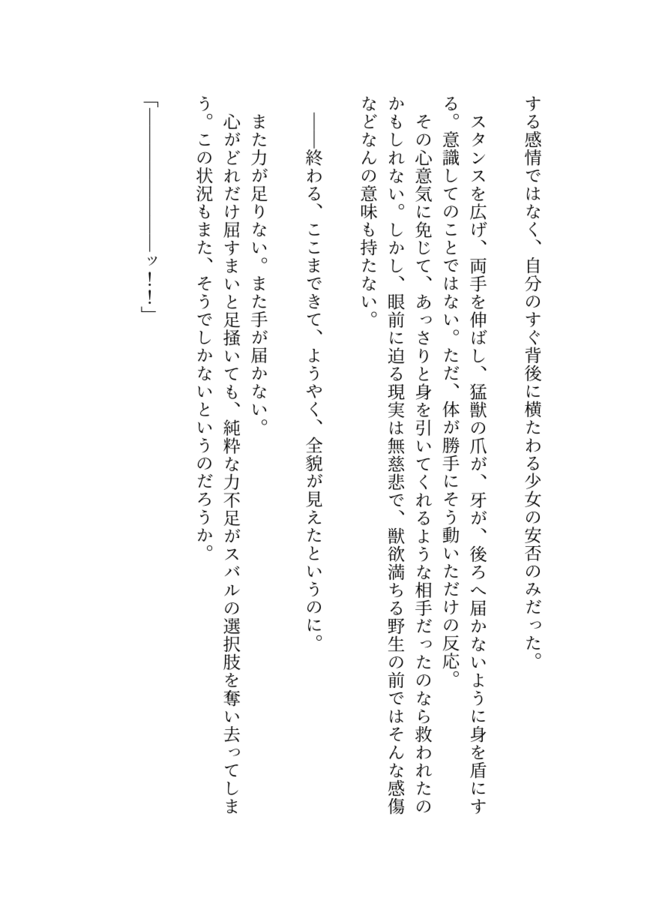 する感情ではなく、自分のすぐ背後に横たわる少女の安否のみだった。
スタンスを広げ、両手を伸ばし、猛獣の爪が、牙が、後ろへ届かないように身を盾にす
る。意識してのことではない。ただ、体が勝手にそう動いただけの反応。
その心意気に免じて、あっさりと身を引いてくれるような相手だったのなら救われたの
かもしれない。しかし、眼前に迫る現実は無慈悲で、獣欲満ちる野生の前ではそんな感傷
などなんの意味も持たない。
――終わる、ここまできて、ようやく、全貌が見えたというのに。
また力が足りない。また手が届かない。
心がどれだけ屈すまいと足掻いても、純粋な力不足がスバルの選択肢を奪い去ってしま
う。この状況もまた、そうでしかないというのだろうか。
「――――――――ッ!!」